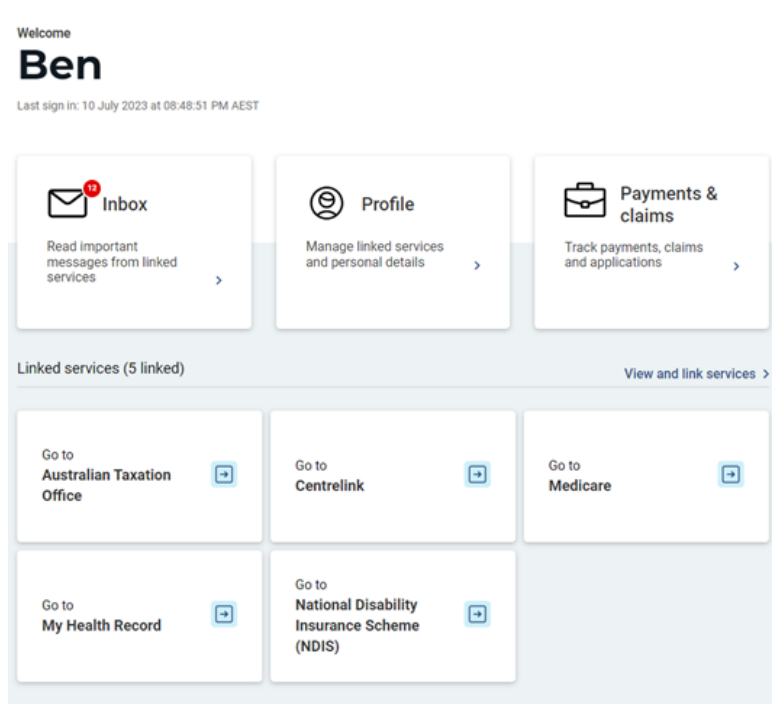 Welcome
Ben
Last sign in: 10 July 2023 at 08:48:51 PM AEST
12
Inbox
Read important
messages from linked
services
Profile
Manage linked services
and personal details
Payments &
claims
Track payments, claims
and applications
Linked services (5 linked)
View and link services
Go to
Australian Taxation
Office
Go to
Centrelink
Go to
Medicare
Go to
My Health Record
Go to
National Disability
Insurance Scheme
(NDIS)